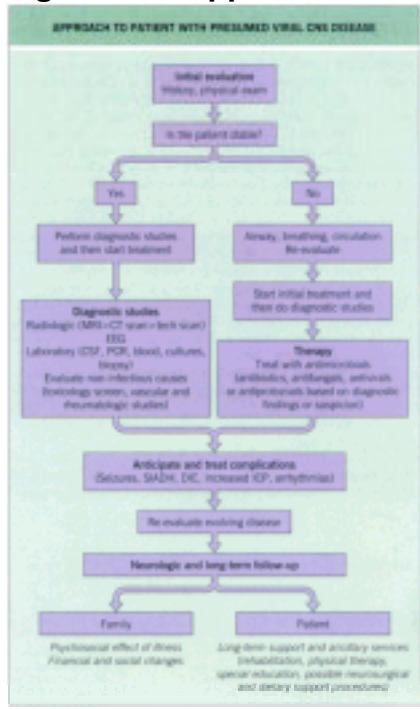 APPROACH TO PATIENT WITH PRESUMED VIRAL CNS DISEASE
Initial evaluation
History, physical exam
Is the patient stable?
Yes
No
Perform diagnostic studies
and then start treatment
Airway, breathing, circulation
Re-evaluate
Start initial treatment and
then do diagnostic studies
Diagnostic studies
Radiologic (MRI>CT scan>tech scan)
EEG
Laboratory (CSF, PCR, blood, cultures,
biopsy)
Evaluate non infectious causes
(toxicology screen, vascular and
rheumatologic studies)
Therapy
Treat with antimicrobials
(antibiotics, antifungals, antivirals
or antiprotozoals based on diagnostic
findings or suspicion)
Anticipate and treat complications
(Seizures, SIADH, DIC, increased ICP, arrhythmias)
Re-evaluate evolving disease
Neurologic and long-term follow-up
Family
Patient
Psychosocial effect of illness
Financial and social changes
Long-term support and ancillary services
(rehabilitation, physical therapy,
special education, possible neurosurgical
and dietary support procedures)